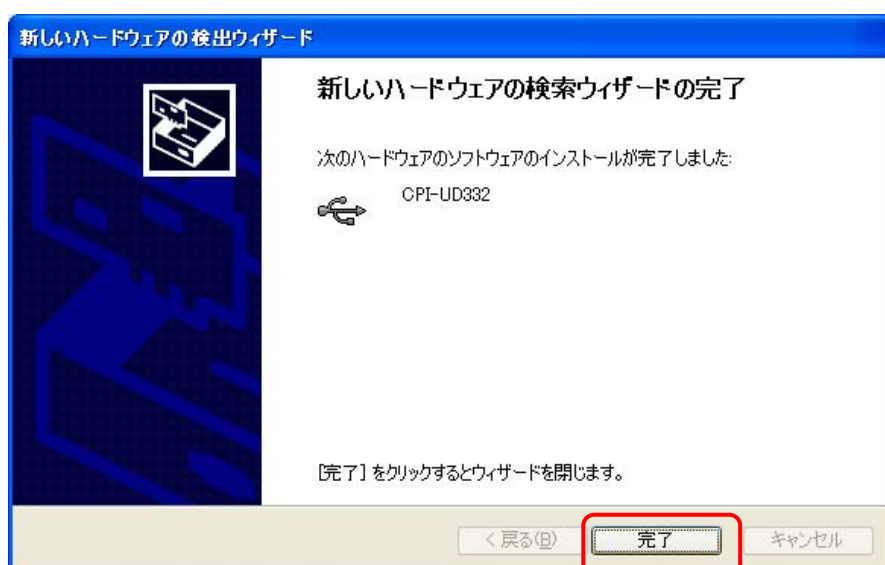 新しいハードウェアの検出ウィザード
新しいハードウェアの検索ウィザードの完了
次のハードウェアのソフトウェアのインストールが完了しました:
CPI-UD332
[完了] をクリックするとウィザードを閉じます。
< 戻る(B) 完了 キャンセル